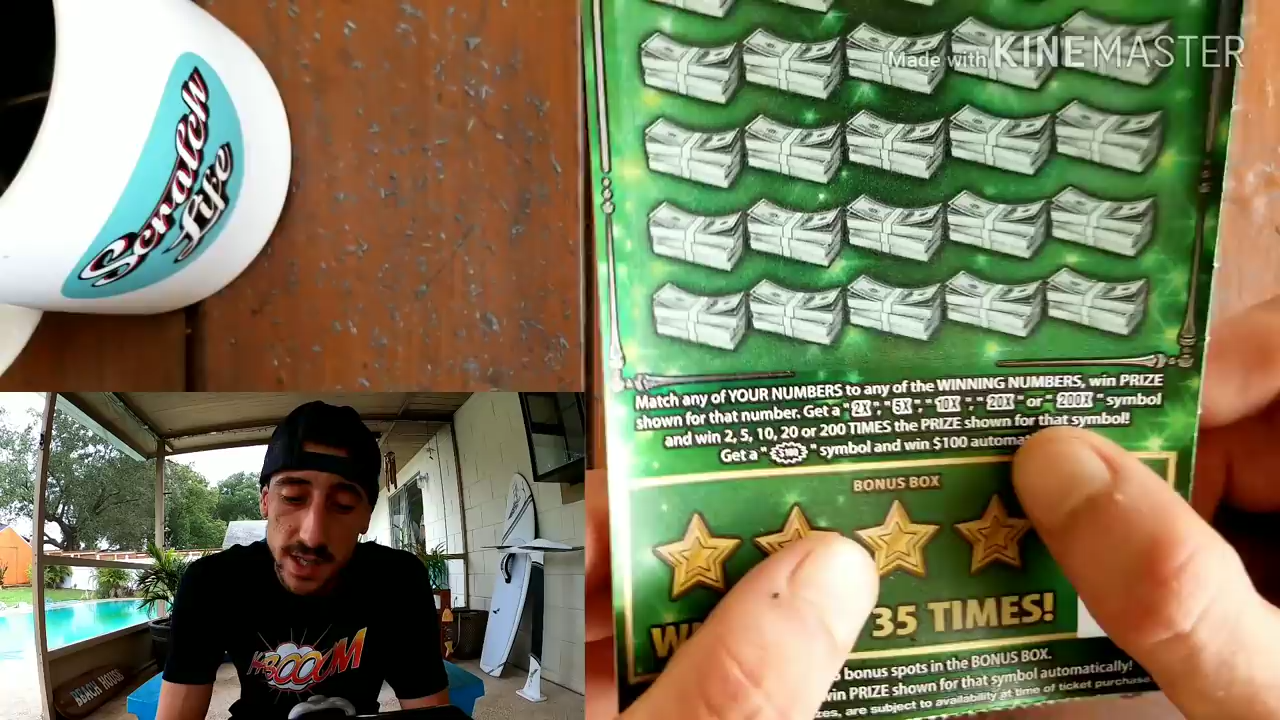 Scratch
Life
Made with KINEMASTER
Match any of YOUR NUMBERS to any of the WINNING NUMBERS, win PRIZE
shown for that number. Get a "2X", "5X", "10X", "20X" or "200X" symbol
and win 2, 5, 10, 20 or 200 TIMES the PRIZE shown for that symbol!
Get a "$100" symbol and win $100
BONUS BOX
35 TIMES!
bonus spots in the BONUS BOX.
win PRIZE shown for that symbol automatically!
are subject to availability at time of ticket purchase
KABOOOM
BEACH HOUSE